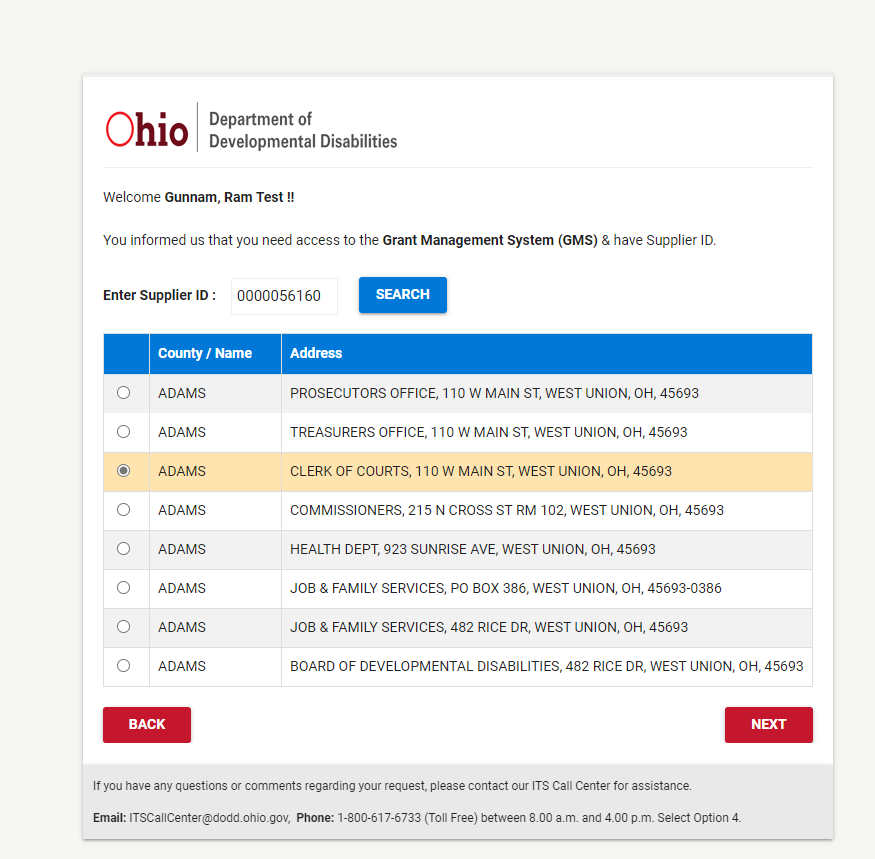 Ohio
Department of
Developmental Disabilities
Welcome Gunnam, Ram Test !!
You informed us that you need access to the Grant Management System (GMS) & have Supplier ID.
Enter Supplier ID : 0000056160 SEARCH
County / Name Address
ADAMS PROSECUTORS OFFICE, 110 W MAIN ST, WEST UNION, OH, 45693
ADAMS TREASURERS OFFICE, 110 W MAIN ST, WEST UNION, OH, 45693
ADAMS CLERK OF COURTS, 110 W MAIN ST, WEST UNION, OH, 45693
ADAMS COMMISSIONERS, 215 N CROSS ST RM 102, WEST UNION, OH, 45693
ADAMS HEALTH DEPT, 923 SUNRISE AVE, WEST UNION, OH, 45693
ADAMS JOB & FAMILY SERVICES, PO BOX 386, WEST UNION, OH, 45693-0386
ADAMS JOB & FAMILY SERVICES, 482 RICE DR, WEST UNION, OH, 45693
ADAMS BOARD OF DEVELOPMENTAL DISABILITIES, 482 RICE DR, WEST UNION, OH, 45693
BACK NEXT
If you have any questions or comments regarding your request, please contact our ITS Call Center for assistance.
Email: ITSCallCenter@dodd.ohio.gov, Phone: 1-800-617-6733 (Toll Free) between 8.00 a.m. and 4.00 p.m. Select Option 4.